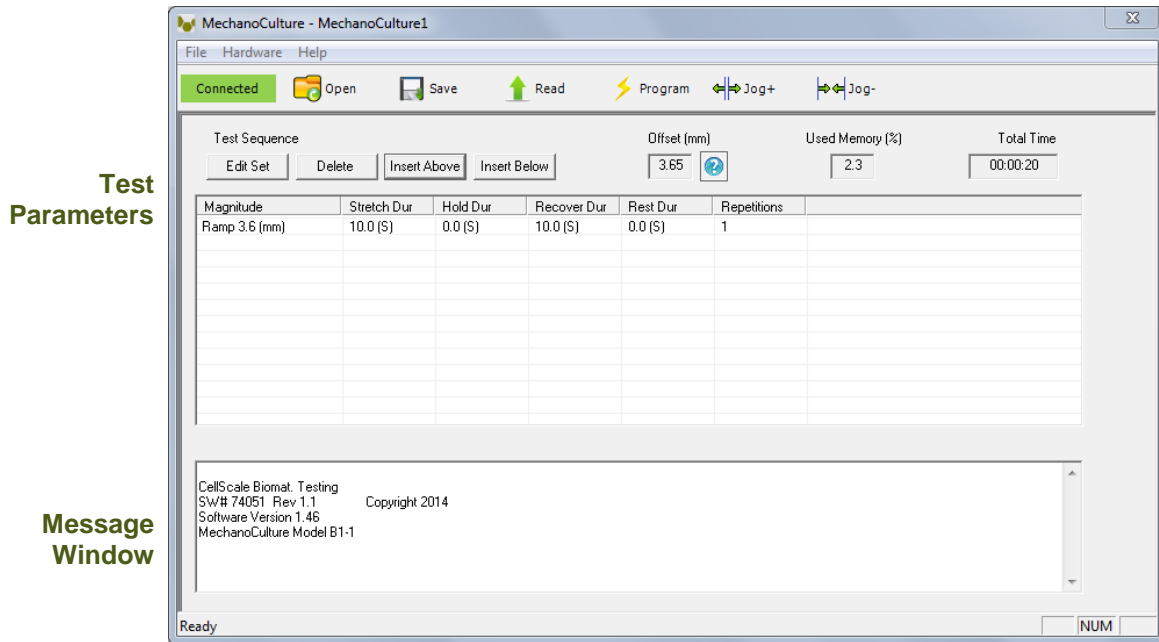 MechanoCulture - MechanoCulture1
X
File Hardware Help
Connected Open Save Read Program Jog+ Jog-
Test Sequence Offset (mm) Used Memory (%) Total Time
Edit Set Delete Insert Above Insert Below 3.65 ? 2.3 00:00:20
Test
Parameters
Magnitude Stretch Dur Hold Dur Recover Dur Rest Dur Repetitions
Ramp 3.6 (mm) 10.0 (S) 0.0 (S) 10.0 (S) 0.0 (S) 1
Message
Window
CellScale Biomat. Testing
SW# 74051 Rev 1.1 Copyright 2014
Software Version 1.46
MechanoCulture Model B1-1
Ready NUM